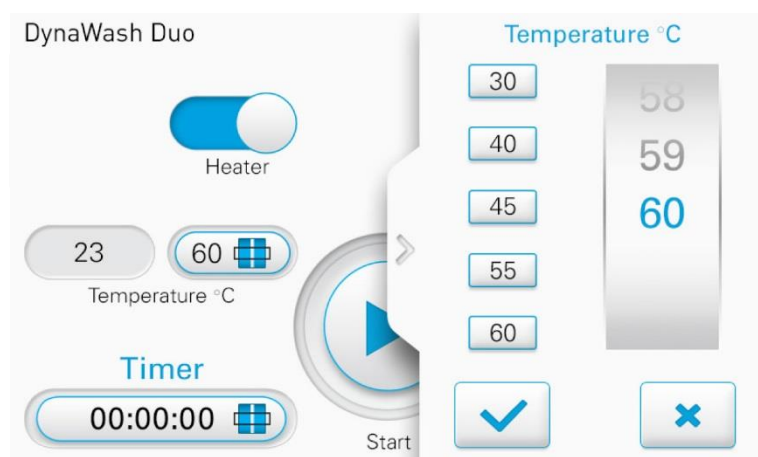 DynaWash Duo
Heater
23
60
Temperature °C
Timer
00:00:00
Start
Temperature °C
30
40
45
55
60
58
59
60